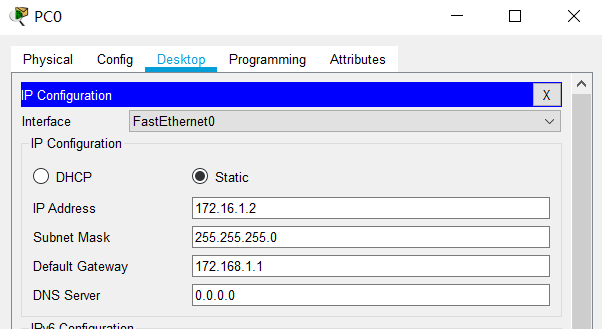 PC0
Physical Config Desktop Programming Attributes
IP Configuration X
Interface FastEthernet0
IP Configuration
DHCP Static
IP Address 172.16.1.2
Subnet Mask 255.255.255.0
Default Gateway 172.168.1.1
DNS Server 0.0.0.0
IPv6 Configuration